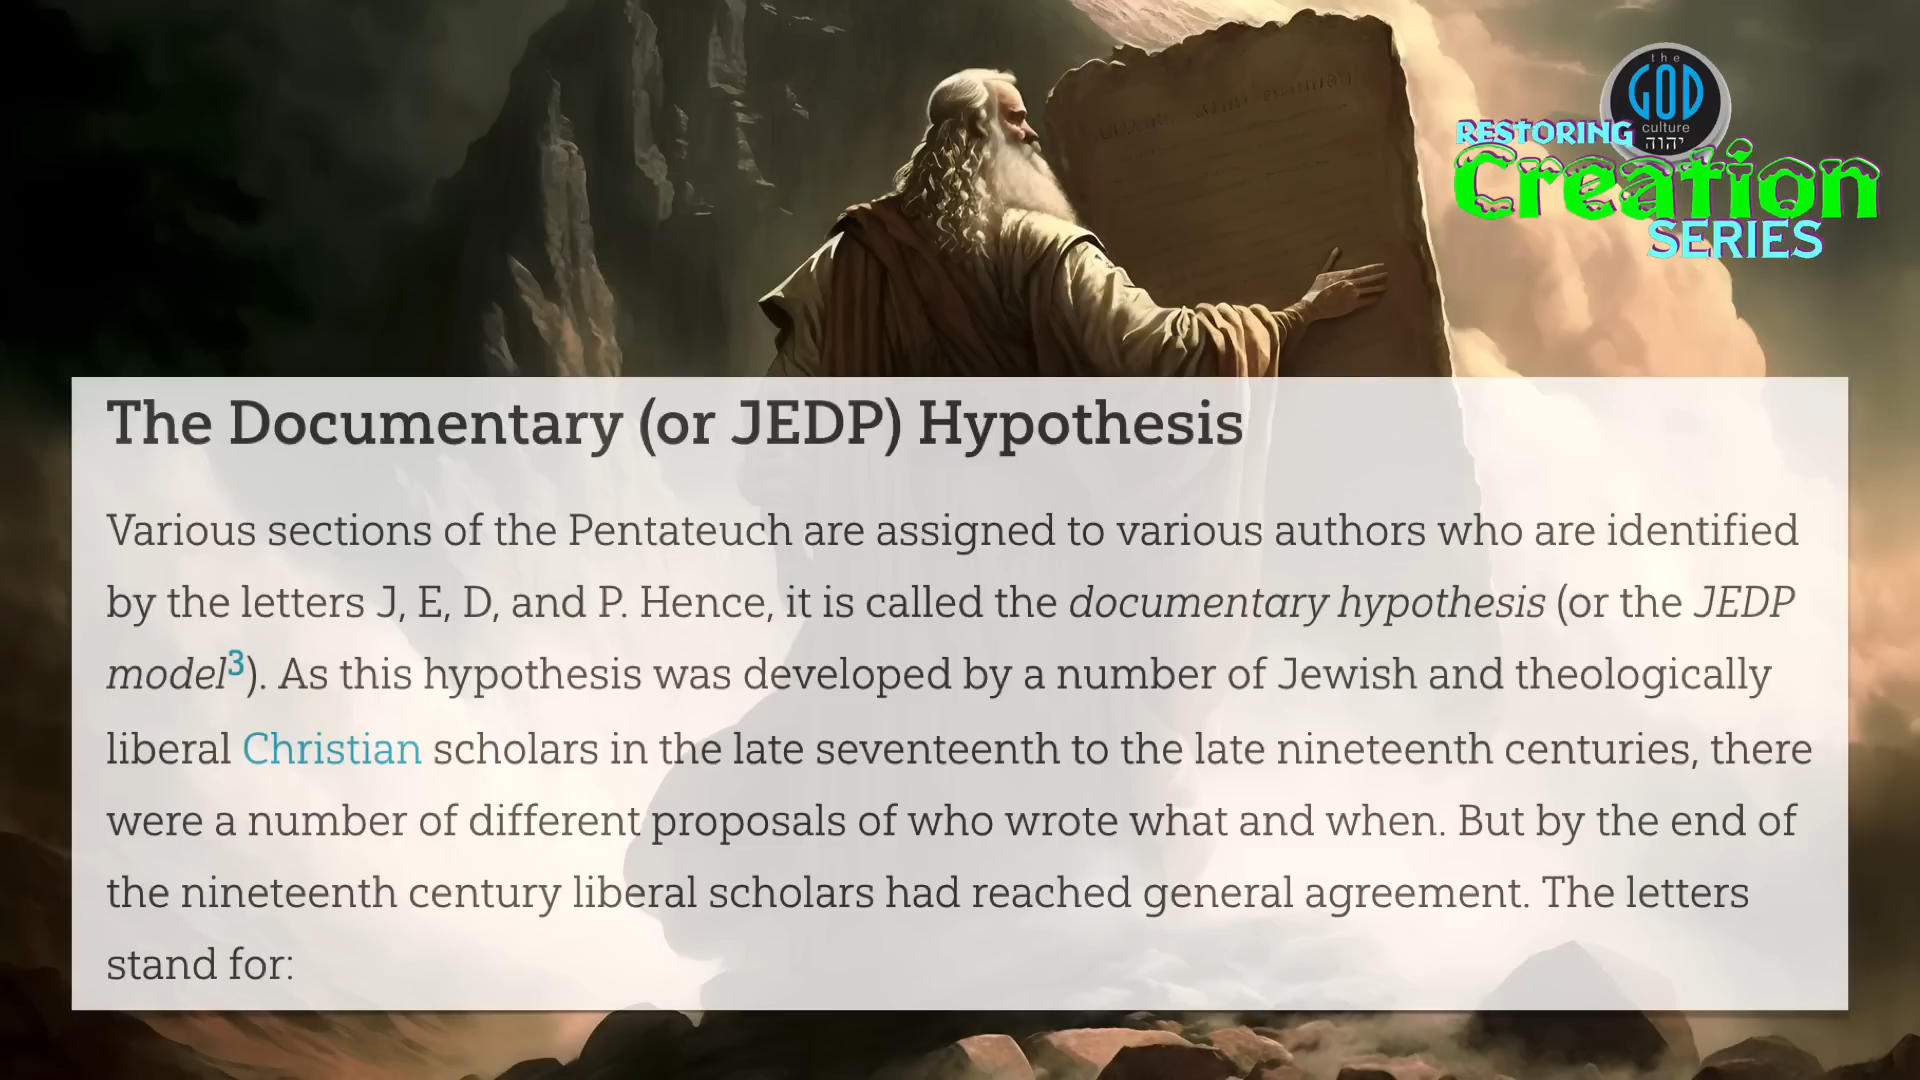 the
GOD
culture
יהוה
RESTORING
Creation
SERIES
The Documentary (or JEDP) Hypothesis
Various sections of the Pentateuch are assigned to various authors who are identified
by the letters J, E, D, and P. Hence, it is called the documentary hypothesis (or the JEDP
model3). As this hypothesis was developed by a number of Jewish and theologically
liberal Christian scholars in the late seventeenth to the late nineteenth centuries, there
were a number of different proposals of who wrote what and when. But by the end of
the nineteenth century liberal scholars had reached general agreement. The letters
stand for: